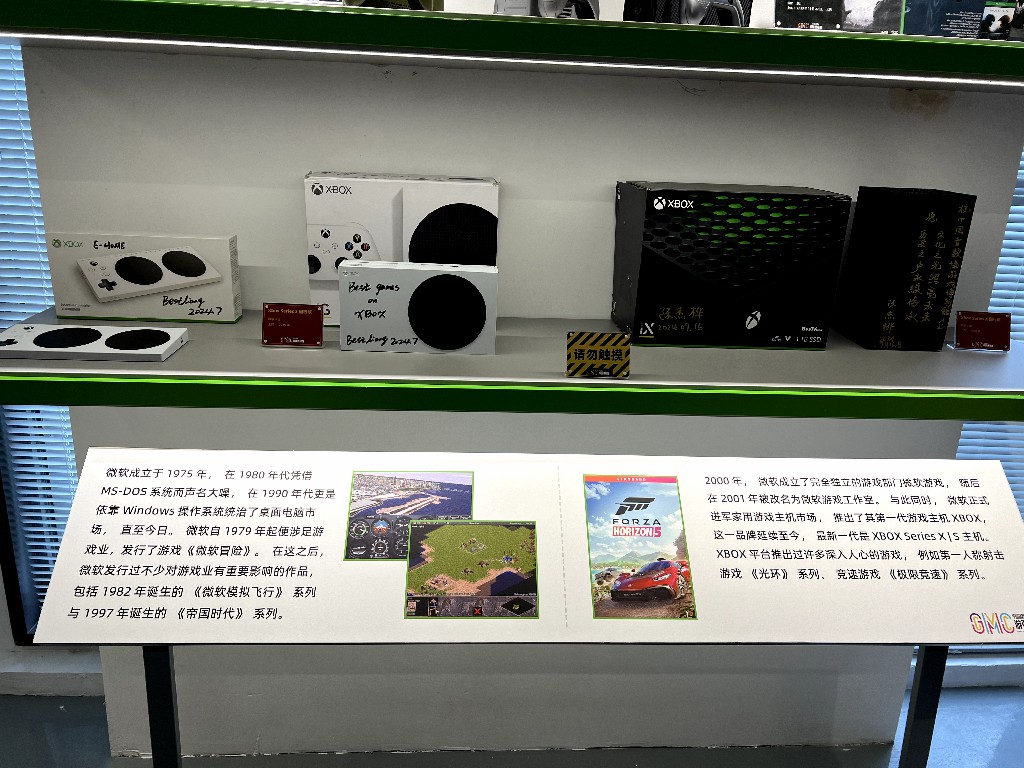 XBOX
E-HOME
Bestling
2024.7
XBOX
Best games
on
XBOX
Bestling 2024.7
XBOX
张杰桦
2024.07.16
1TB SSD
请勿触摸
微软成立于 1975 年， 在 1980 年代凭借
MS-DOS 系统而声名大噪， 在 1990 年代更是
依靠 Windows 操作系统统治了桌面电脑市
场， 直至今日。 微软自 1979 年起便涉足游
戏业，发行了游戏《微软冒险》。 在这之后，
微软发行过不少对游戏业有重要影响的作品，
包括 1982 年诞生的 《微软模拟飞行》 系列
与 1997 年诞生的 《帝国时代》 系列。
STANDARD
FORZA
HORIZON 5
2000 年， 微软成立了完全独立的游戏部门微软游戏， 随后
在 2001 年被改名为微软游戏工作室。 与此同时， 微软正式
进军家用游戏主机市场， 推出了其第一代游戏主机 XBOX，
这一品牌延续至今， 最新一代是 XBOX Series X|S 主机。
XBOX 平台推出过许多深入人心的游戏， 例如第一人称射击
游戏 《光环》 系列、 竞速游戏 《极限竞速》 系列。
GMC